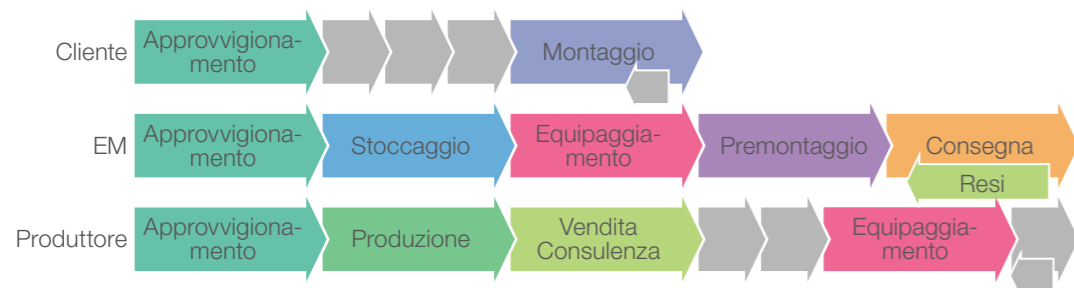 Cliente
Approvvigiona-
mento
Montaggio
EM
Approvvigiona-
mento
Stoccaggio
Equipaggia-
mento
Premontaggio
Consegna
Resi
Produttore
Approvvigiona-
mento
Produzione
Vendita
Consulenza
Equipaggia-
mento